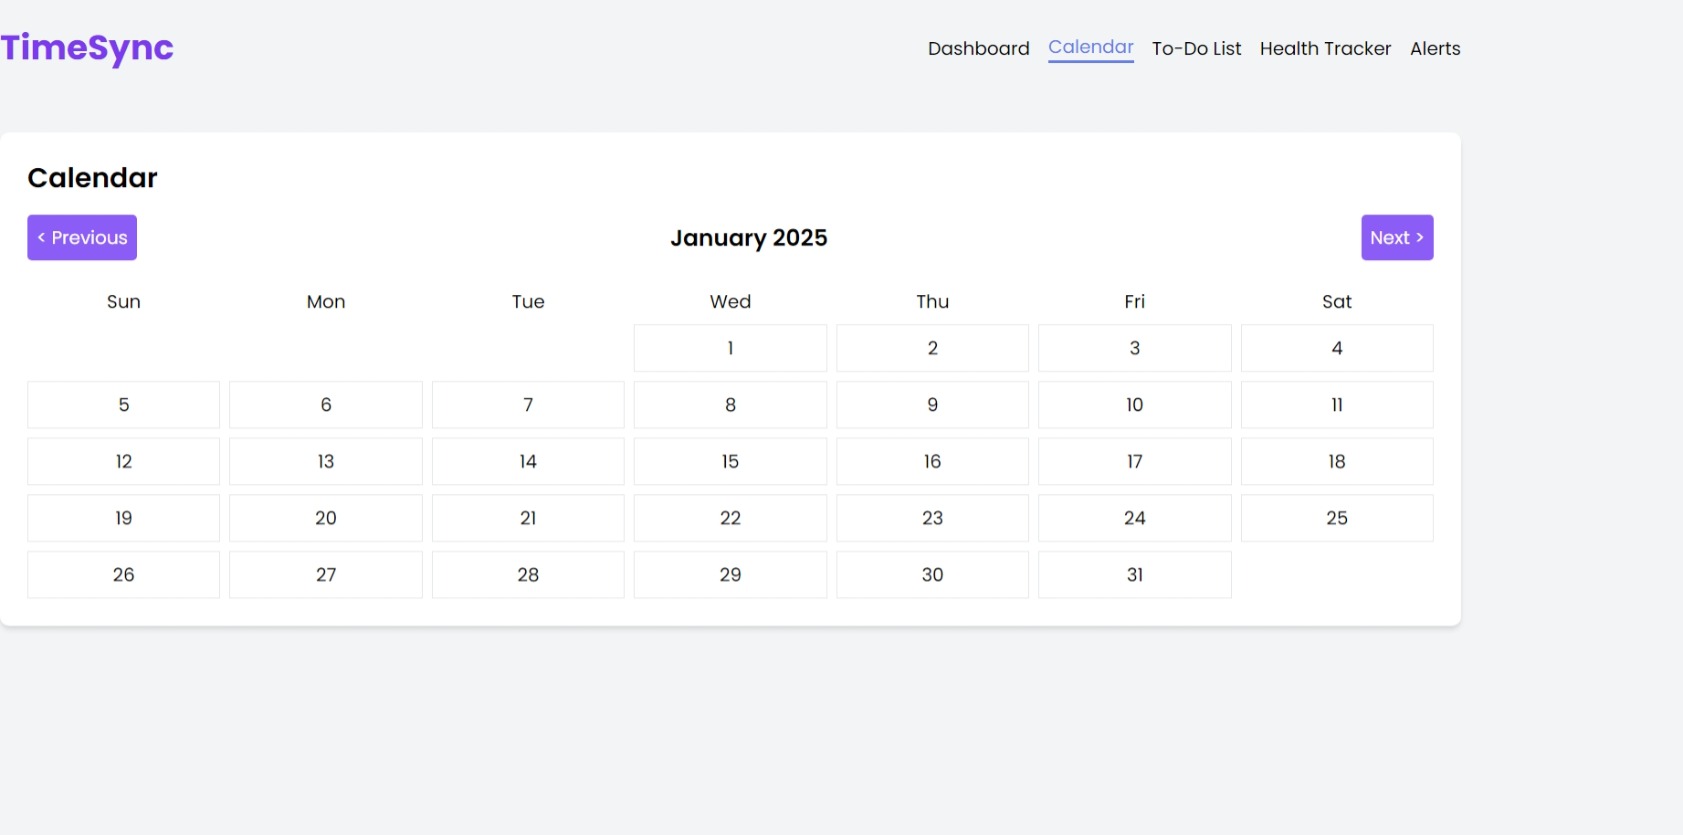 TimeSync
Dashboard Calendar To-Do List Health Tracker Alerts
Calendar
< Previous January 2025 Next >
Sun Mon Tue Wed Thu Fri Sat
1 2 3 4
5 6 7 8 9 10 11
12 13 14 15 16 17 18
19 20 21 22 23 24 25
26 27 28 29 30 31